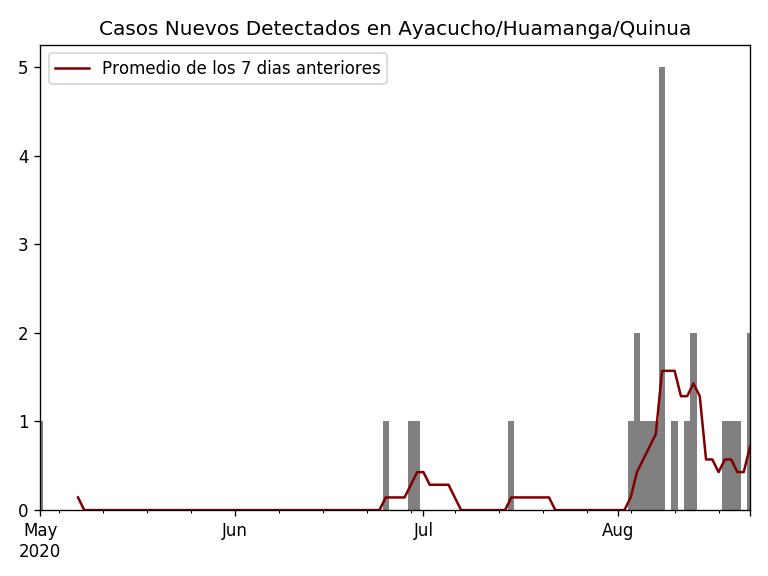 Casos Nuevos Detectados en Ayacucho/Huamanga/Quinua
Promedio de los 7 dias anteriores
5
4
3
2
1
0
May Jun Jul Aug
2020